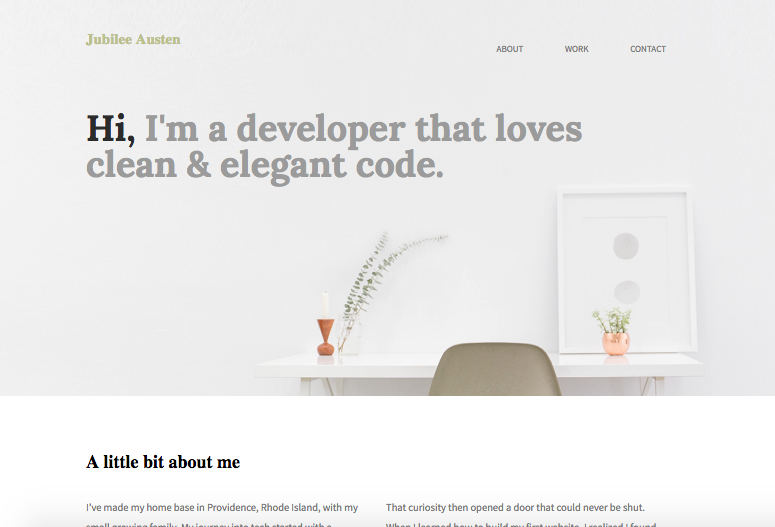 Jubilee Austen
ABOUT WORK CONTACT
Hi, I'm a developer that loves
clean & elegant code.
A little bit about me
I've made my home base in Providence, Rhode Island, with my
small growing family. My journey into tech started with a
That curiosity then opened a door that could never be shut.
When I learned how to build my first website, I realized I found